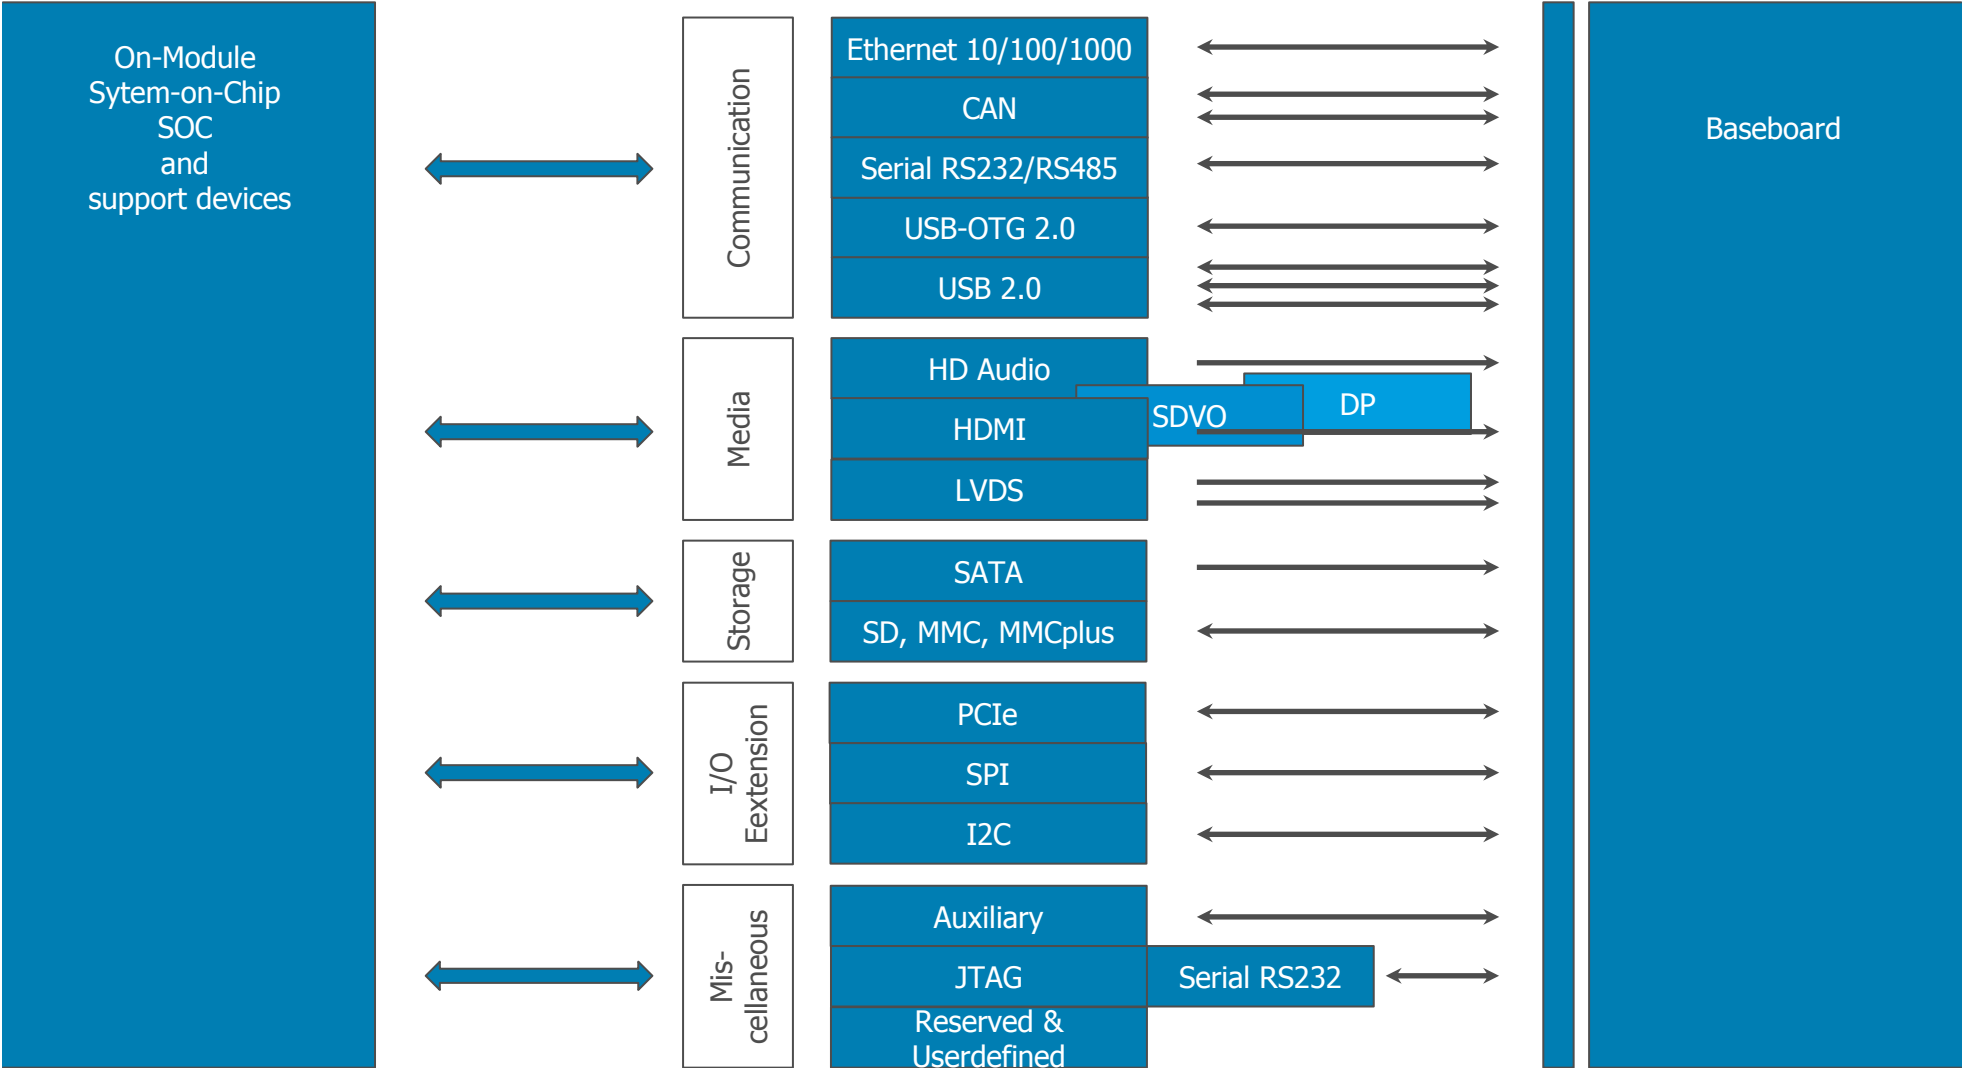 On-Module
Sytem-on-Chip
SOC
and
support devices
Communication
Ethernet 10/100/1000
CAN
Serial RS232/RS485
USB-OTG 2.0
USB 2.0
Media
HD Audio
HDMI
SDVO
DP
LVDS
Storage
SATA
SD, MMC, MMCplus
I/O
Eextension
PCIe
SPI
I2C
Mis-
cellaneous
Auxiliary
JTAG
Serial RS232
Reserved &
Userdefined
Baseboard